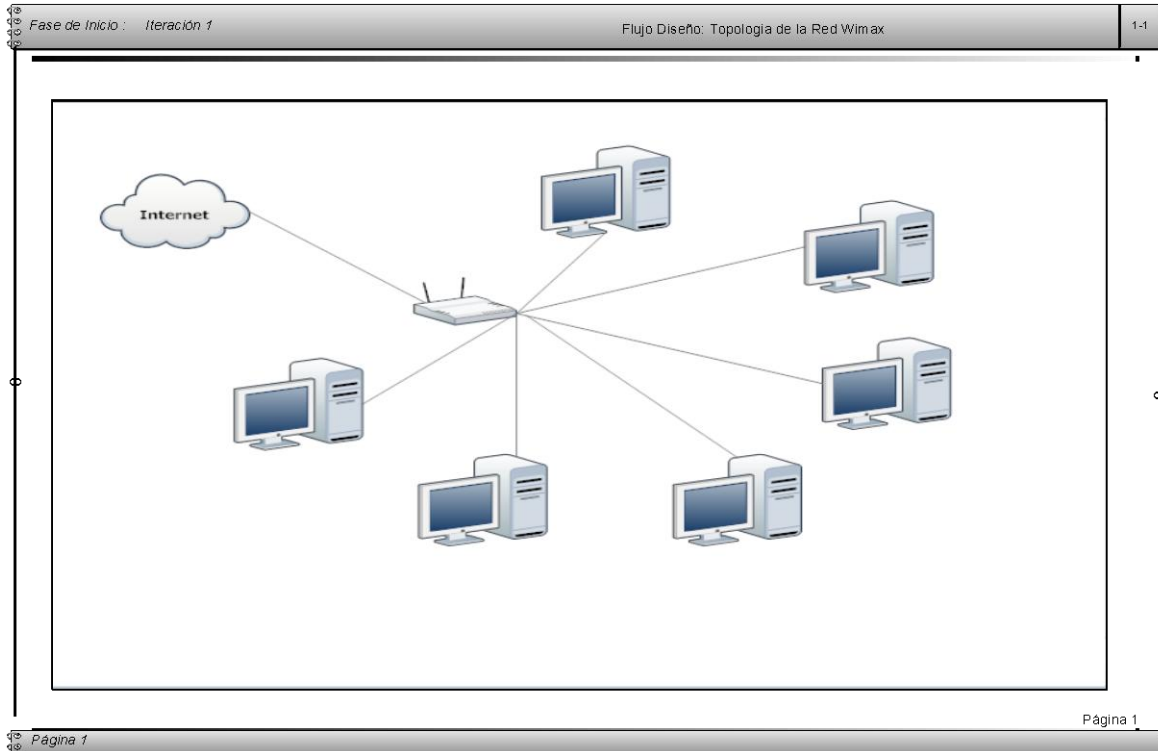 Fase de Inicio : Iteración 1
Flujo Diseño: Topologia de la Red Wimax
1-1
Internet
Página 1
Página 1